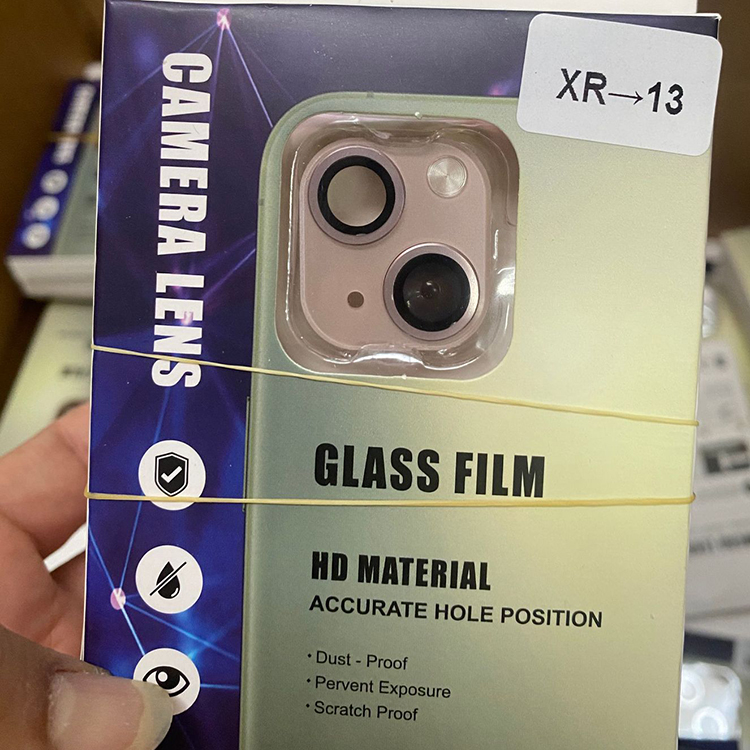 CAMERA LENS
XR→13
GLASS FILM
HD MATERIAL
ACCURATE HOLE POSITION
· Dust - Proof
· Pervent Exposure
· Scratch Proof